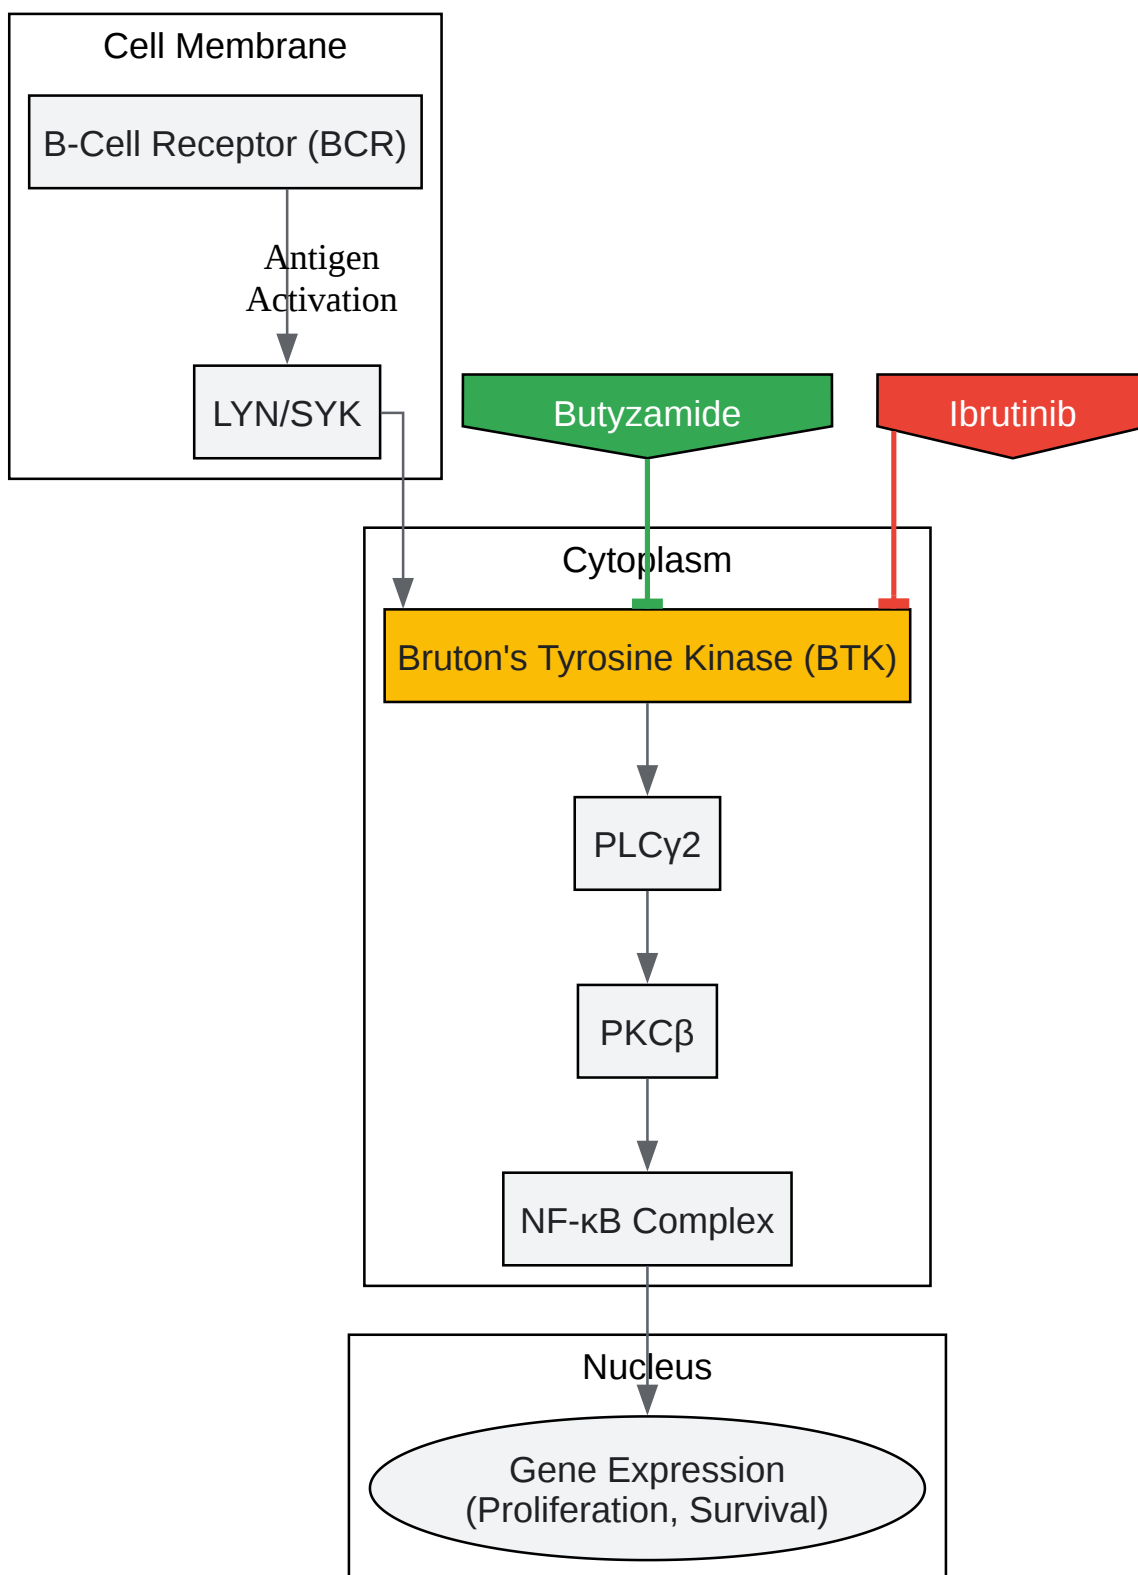 Cell Membrane
B-Cell Receptor (BCR)
Antigen
Activation
LYN/SYK
Butyzamide
Ibrutinib
Cytoplasm
Bruton's Tyrosine Kinase (BTK)
PLCγ2
PKCβ
NF-κB Complex
Nucleus
Gene Expression
(Proliferation, Survival)